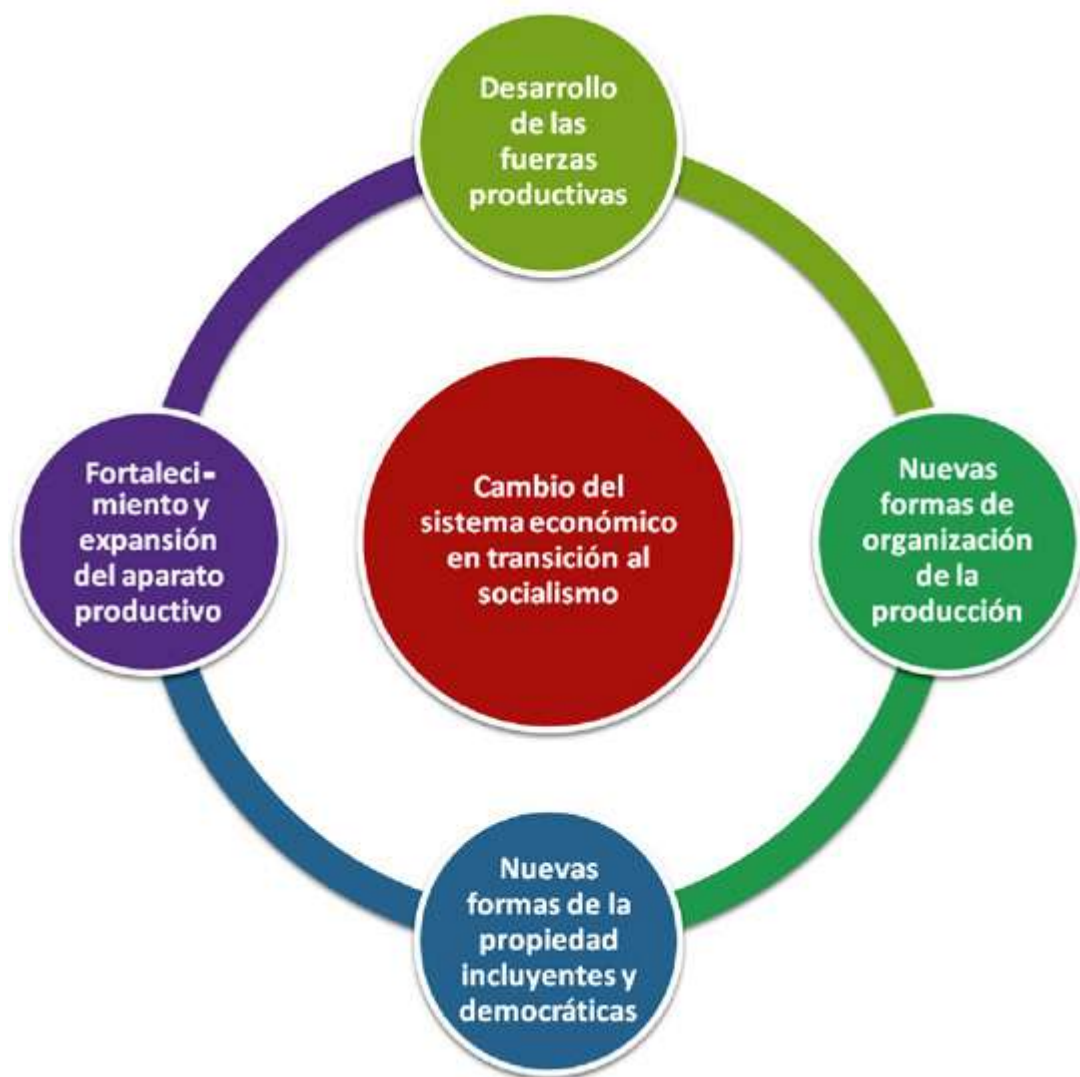 Desarrollo
de las
fuerzas
productivas
Nuevas
formas de
organización
de la
producción
Nuevas
formas de la
propiedad
incluyentes y
democráticas
Fortaleci-
miento y
expansión
del aparato
productivo
Cambio del
sistema económico
en transición al
socialismo